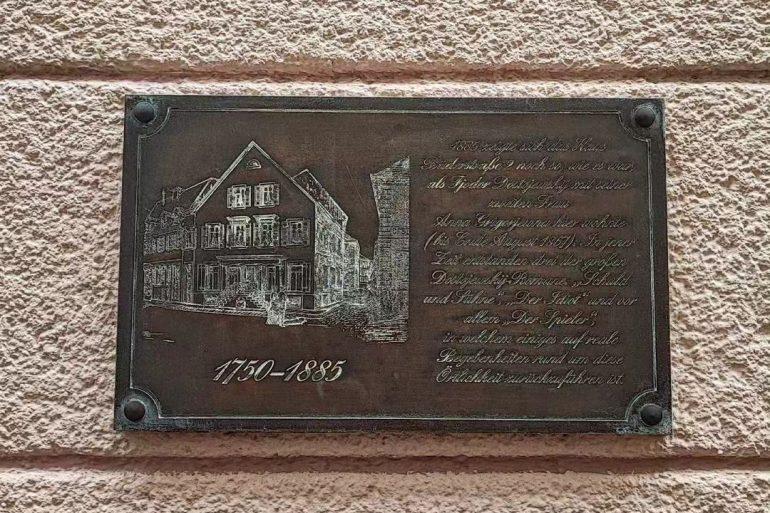 1885 zeigte sich das Haus
Bäderstraße 2 noch so, wie es war,
als Fjodor Dostojewskij mit seiner
zweiten Frau
Anna Grigorjewna hier wohnte
(bis Ende August 1867). In jener
Zeit entstanden drei der großen
Dostojewskij-Romane, „Schuld
und Sühne“, „Der Idiot“ und vor
allem „Der Spieler“,
in welchem einiges auf reale
Begebenheiten rund um diese
Örtlichkeit zurückzuführen ist.
1750–1885